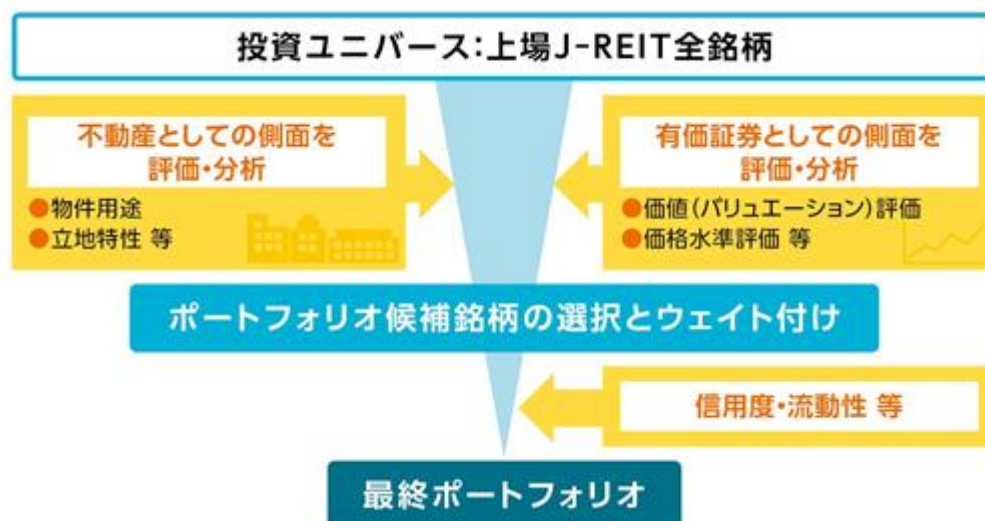 投資ユニバース:上場J-REIT全銘柄
不動産としての側面を
評価・分析
●物件用途
●立地特性 等
有価証券としての側面を
評価・分析
●価値(バリュエーション)評価
●価格水準評価 等
ポートフォリオ候補銘柄の選択とウェイト付け
信用度・流動性 等
最終ポートフォリオ